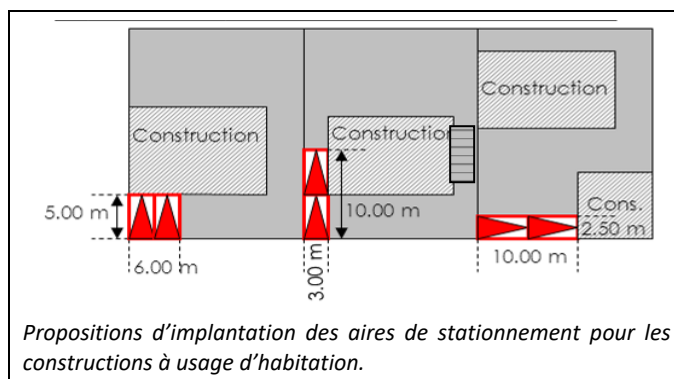 Construction
Construction
Construction
Cons.
5.00 m
10.00 m
2.50 m
6.00 m
3.00 m
10.00 m
Propositions d’implantation des aires de stationnement pour les
constructions à usage d’habitation.